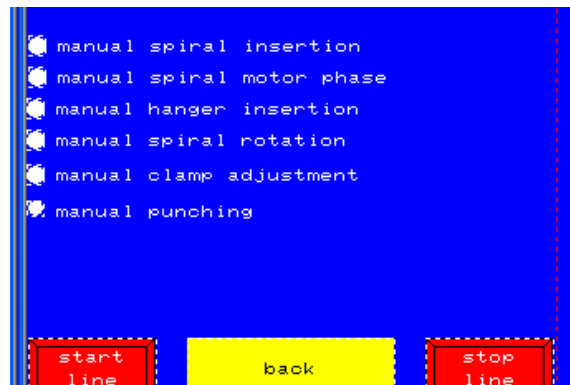 manual spiral insertion
manual spiral motor phase
manual hanger insertion
manual spiral rotation
manual clamp adjustment
manual punching
start
line
back
stop
line